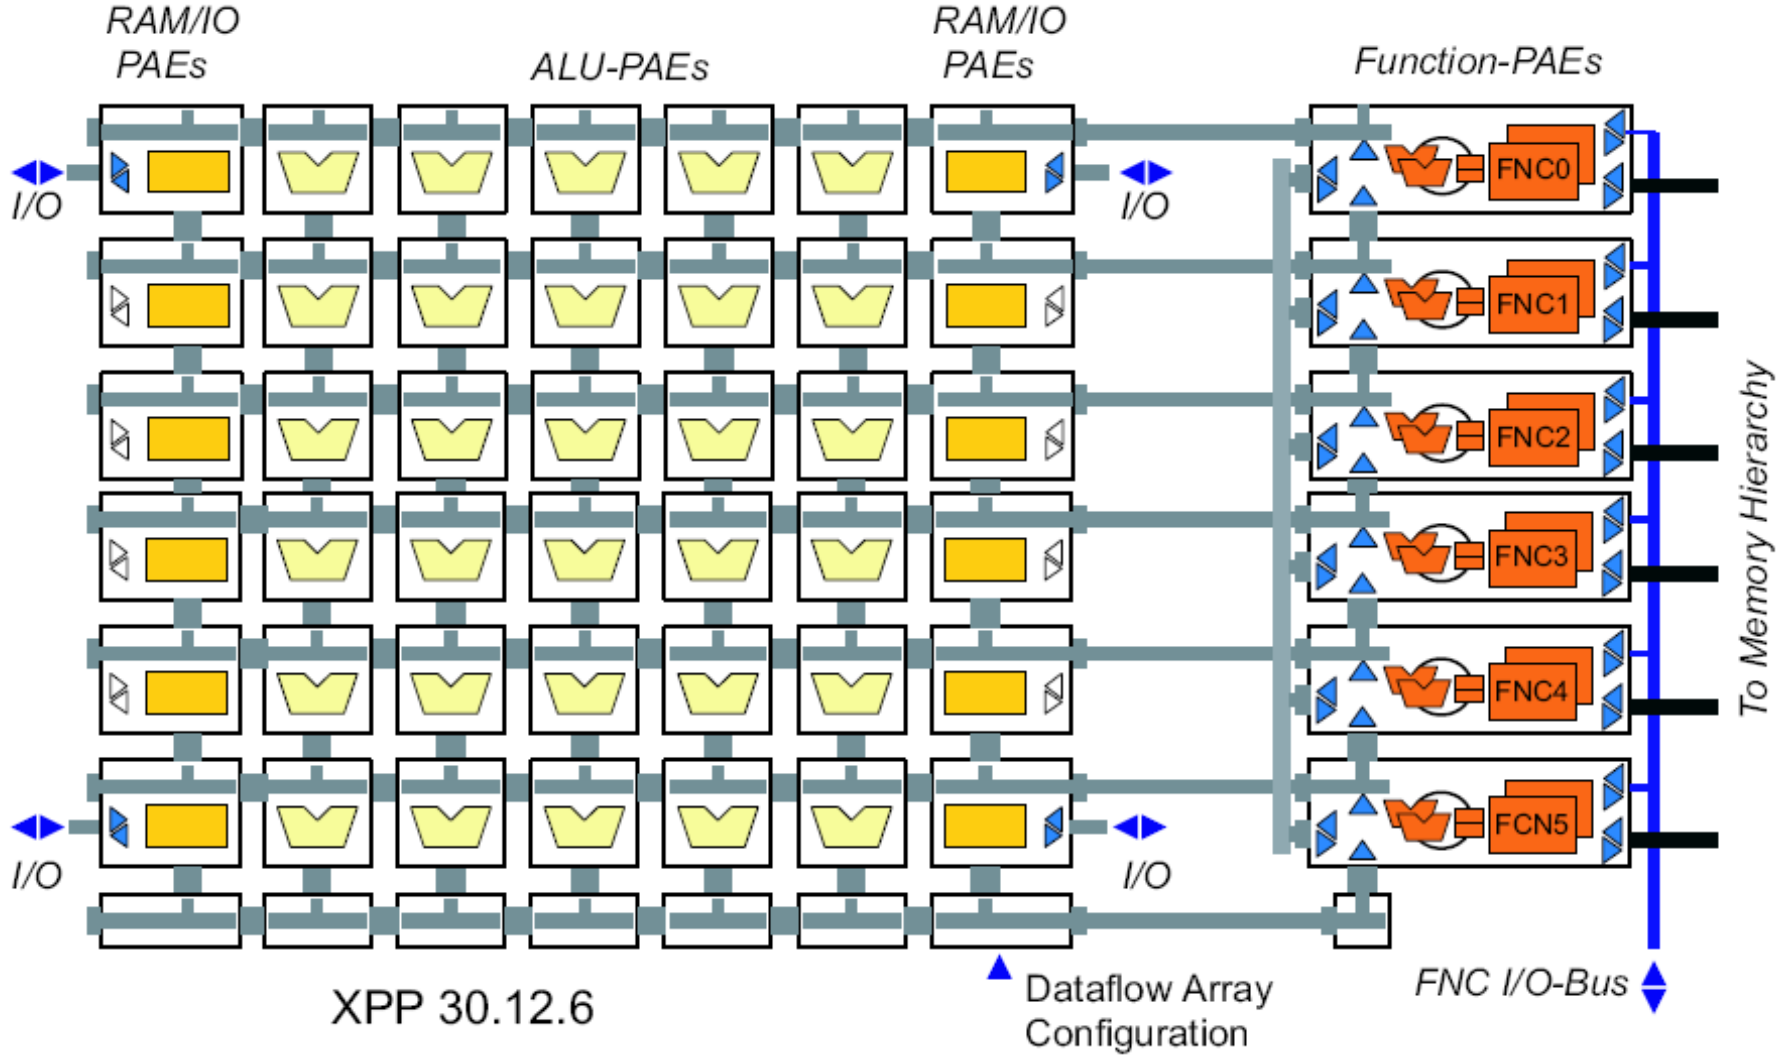 RAM/IO
PAEs
ALU-PAEs
RAM/IO
PAEs
Function-PAEs
I/O
I/O
FNC0
FNC1
FNC2
FNC3
FNC4
FCN5
To Memory Hierarchy
I/O
I/O
XPP 30.12.6
Dataflow Array
Configuration
FNC I/O-Bus